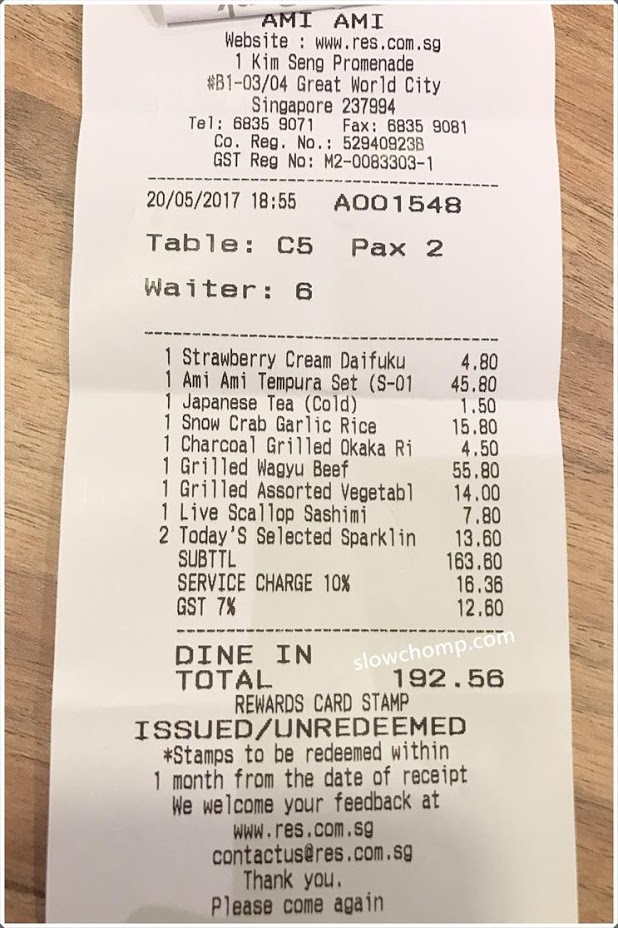 AMI AMI
Website : www.res.com.sg
1 Kim Seng Promenade
#B1-03/04 Great World City
Singapore 237994
Tel: 6835 9071 Fax: 6835 9081
Co. Reg. No.: 52940923B
GST Reg No: M2-0083303-1
20/05/2017 18:55 A001548
Table: C5 Pax 2
Waiter: 6
1 Strawberry Cream Daifuku 4.80
1 Ami Ami Tempura Set (S-01 45.80
1 Japanese Tea (Cold) 1.50
1 Snow Crab Garlic Rice 15.80
1 Charcoal Grilled Okaka Ri 4.50
1 Grilled Wagyu Beef 55.80
1 Grilled Assorted Vegetabl 14.00
1 Live Scallop Sashimi 7.80
2 Today'S Selected Sparklin 13.60
SUBTTL 163.60
SERVICE CHARGE 10% 16.36
GST 7% 12.60
DINE IN
slowchomp.com
TOTAL 192.56
REWARDS CARD STAMP
ISSUED/UNREDEEMED
*Stamps to be redeemed within
1 month from the date of receipt
We welcome your feedback at
www.res.com.sg
contactus@res.com.sg
Thank you.
Please come again